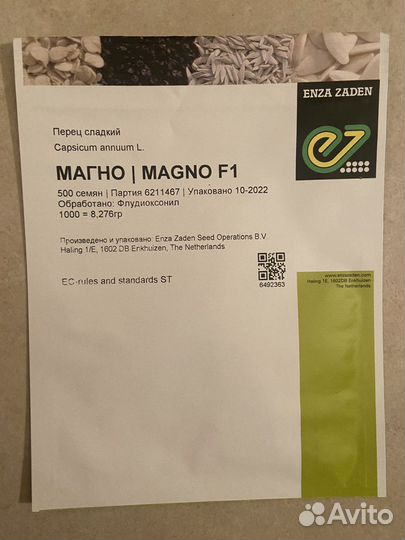 ENZA ZADEN
Перец сладкий
Capsicum annuum L.
МАГНО | MAGNO F1
500 семян | Партия 6211467 | Упаковано 10-2022
Обработано: Флудиоксонил
1000 = 8,276гр
Произведено и упаковано: Enza Zaden Seed Operations B.V.
Haling 1/E, 1602 DB Enkhuizen, The Netherlands
EC-rules and standards ST
6492363
www.enzazaden.com
Haling 1E, 1602DB Enkhuizen
The Netherlands
Avito